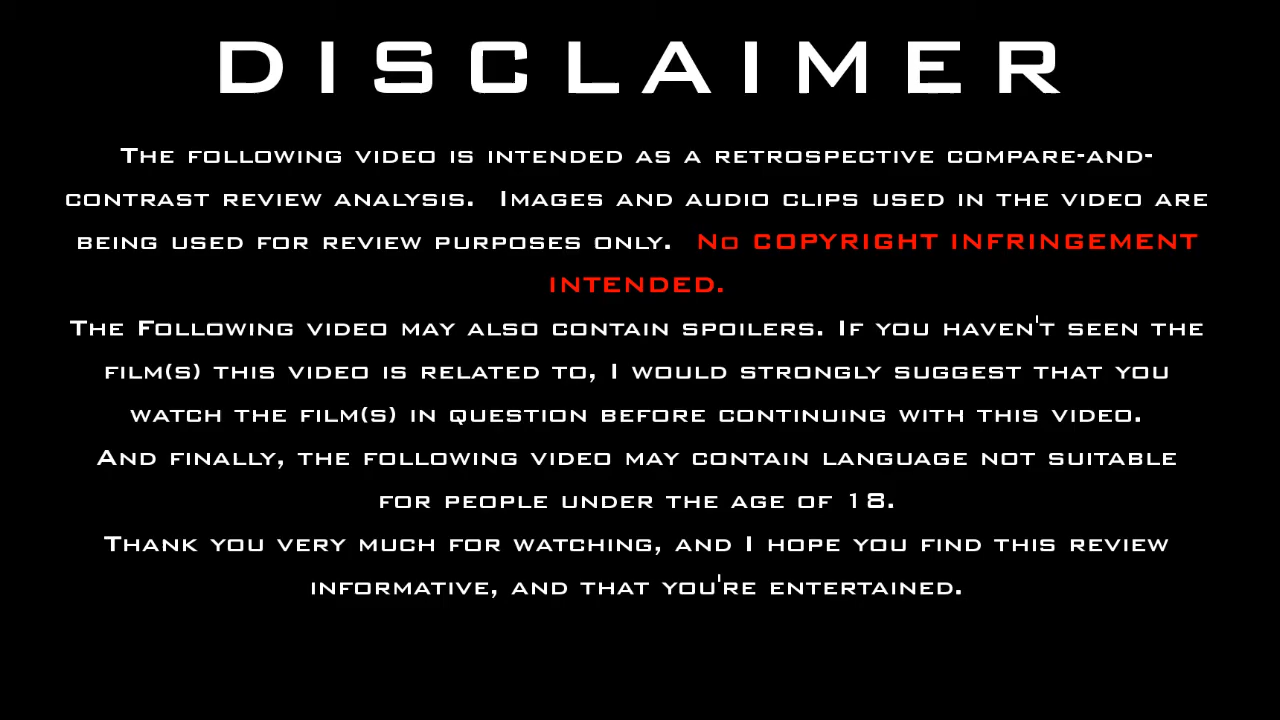 DISCLAIMER
The following video is intended as a retrospective compare-and-
contrast review analysis.  Images and audio clips used in the video are
being used for review purposes only.  No copyright infringement
intended.
The Following video may also contain spoilers. If you haven't seen the
film(s) this video is related to, I would strongly suggest that you
watch the film(s) in question before continuing with this video.
And finally, the following video may contain language not suitable
for people under the age of 18.
Thank you very much for watching, and I hope you find this review
informative, and that you're entertained.